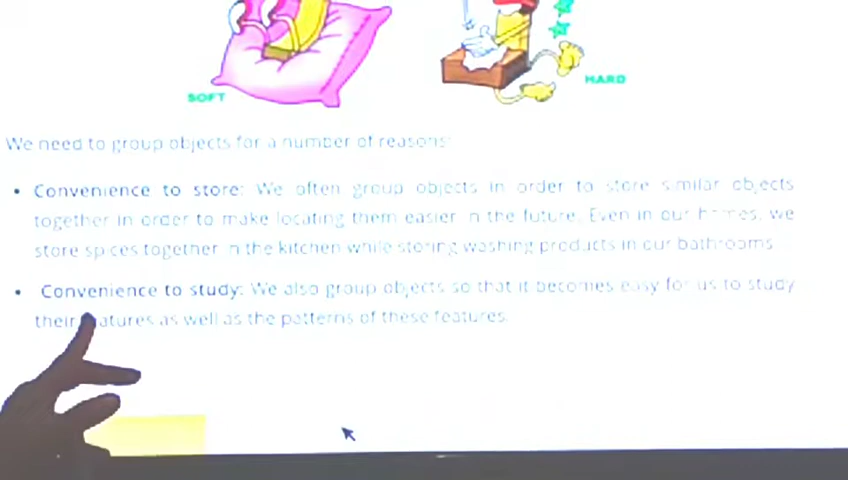 SOFT
HARD
We need to group objects for a number of reasons:
• Convenience to store: We often group objects in order to store similar objects
together in order to make locating them easier in the future. Even in our homes, we
store spices together in the kitchen while storing washing products in our bathrooms
• Convenience to study: We also group objects so that it becomes easy for us to study
their features as well as the patterns of these features.